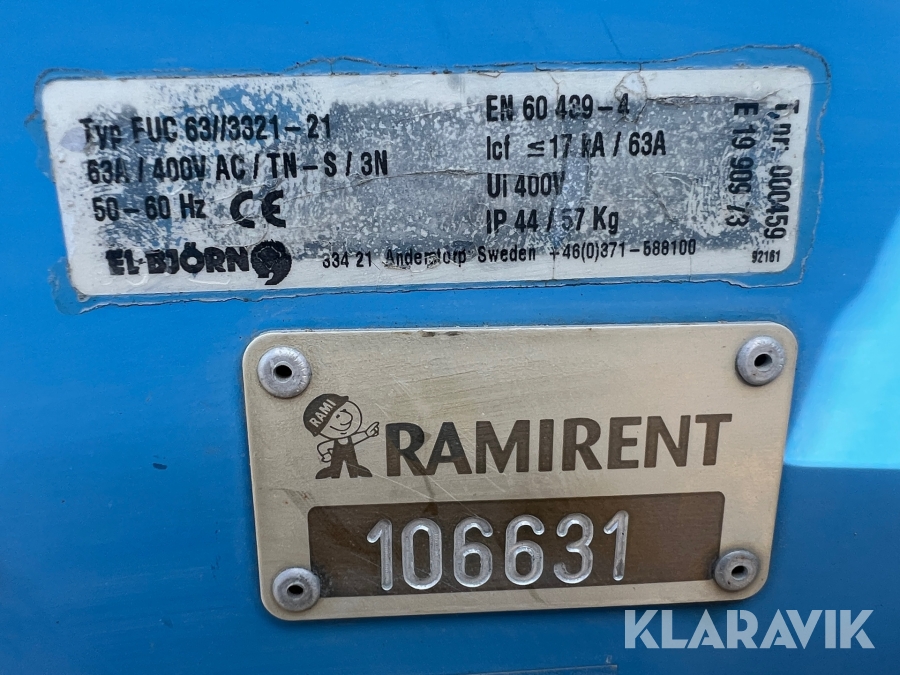 Typ FUC 63//3321-21
63A / 400V AC / TN-S / 3N
50-60 Hz CE
EL-BJÖRN
EN 60 439-4
Icf ≤ 17 kA / 63A
Ui 400V
IP 44 / 57 Kg
334 21 Anderstorp Sweden +46(0)371-588100
T.nr. 000459
E 19 909 73
92161
RAMI
RAMIRENT
106631
KLARAVIK